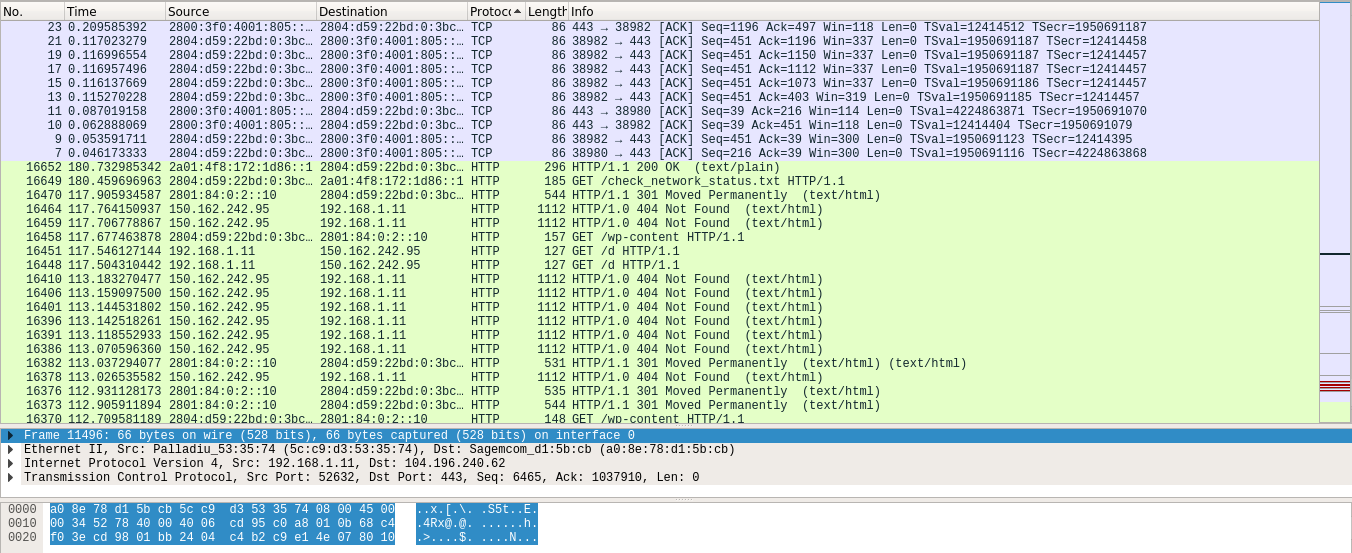 No. Time Source Destination Protocc Length Info
23 0.209585392 2800:3f0:4001:805::… 2804:d59:22bd:0:3bc… TCP 86 443 → 38982 [ACK] Seq=1196 Ack=497 Win=118 Len=0 TSval=12414512 TSecr=1950691187
21 0.117023279 2804:d59:22bd:0:3bc… 2800:3f0:4001:805::… TCP 86 38982 → 443 [ACK] Seq=451 Ack=1196 Win=337 Len=0 TSval=1950691187 TSecr=12414458
19 0.116996554 2804:d59:22bd:0:3bc… 2800:3f0:4001:805::… TCP 86 38982 → 443 [ACK] Seq=451 Ack=1150 Win=337 Len=0 TSval=1950691187 TSecr=12414457
17 0.116957496 2804:d59:22bd:0:3bc… 2800:3f0:4001:805::… TCP 86 38982 → 443 [ACK] Seq=451 Ack=1112 Win=337 Len=0 TSval=1950691187 TSecr=12414457
15 0.116137669 2804:d59:22bd:0:3bc… 2800:3f0:4001:805::… TCP 86 38982 → 443 [ACK] Seq=451 Ack=1073 Win=337 Len=0 TSval=1950691186 TSecr=12414457
13 0.115270228 2804:d59:22bd:0:3bc… 2800:3f0:4001:805::… TCP 86 38982 → 443 [ACK] Seq=451 Ack=403 Win=319 Len=0 TSval=1950691185 TSecr=12414457
11 0.087019158 2800:3f0:4001:805::… 2804:d59:22bd:0:3bc… TCP 86 443 → 38980 [ACK] Seq=39 Ack=216 Win=114 Len=0 TSval=4224863871 TSecr=1950691070
10 0.062888069 2800:3f0:4001:805::… 2804:d59:22bd:0:3bc… TCP 86 443 → 38982 [ACK] Seq=39 Ack=451 Win=118 Len=0 TSval=12414404 TSecr=1950691079
9 0.053591711 2804:d59:22bd:0:3bc… 2800:3f0:4001:805::… TCP 86 38982 → 443 [ACK] Seq=451 Ack=39 Win=300 Len=0 TSval=1950691123 TSecr=12414395
7 0.046173333 2804:d59:22bd:0:3bc… 2800:3f0:4001:805::… TCP 86 38980 → 443 [ACK] Seq=216 Ack=39 Win=300 Len=0 TSval=1950691116 TSecr=4224863868
16652 180.732985342 2a01:4f8:172:1d86::1 2804:d59:22bd:0:3bc… HTTP 296 HTTP/1.1 200 OK (text/plain)
16649 180.459696963 2804:d59:22bd:0:3bc… 2a01:4f8:172:1d86::1 HTTP 185 GET /check_network_status.txt HTTP/1.1
16470 117.905934587 2801:84:0:2::10 2804:d59:22bd:0:3bc… HTTP 544 HTTP/1.1 301 Moved Permanently (text/html)
16464 117.764150937 150.162.242.95 192.168.1.11 HTTP 1112 HTTP/1.0 404 Not Found (text/html)
16459 117.706778867 150.162.242.95 192.168.1.11 HTTP 1112 HTTP/1.0 404 Not Found (text/html)
16458 117.677463878 2804:d59:22bd:0:3bc… 2801:84:0:2::10 HTTP 157 GET /wp-content HTTP/1.1
16451 117.546127144 192.168.1.11 150.162.242.95 HTTP 127 GET /d HTTP/1.1
16448 117.504310442 192.168.1.11 150.162.242.95 HTTP 127 GET /d HTTP/1.1
16410 113.183270477 150.162.242.95 192.168.1.11 HTTP 1112 HTTP/1.0 404 Not Found (text/html)
16406 113.159097500 150.162.242.95 192.168.1.11 HTTP 1112 HTTP/1.0 404 Not Found (text/html)
16401 113.144531802 150.162.242.95 192.168.1.11 HTTP 1112 HTTP/1.0 404 Not Found (text/html)
16396 113.142518261 150.162.242.95 192.168.1.11 HTTP 1112 HTTP/1.0 404 Not Found (text/html)
16391 113.118552933 150.162.242.95 192.168.1.11 HTTP 1112 HTTP/1.0 404 Not Found (text/html)
16386 113.070596360 150.162.242.95 192.168.1.11 HTTP 1112 HTTP/1.0 404 Not Found (text/html)
16382 113.037294077 2801:84:0:2::10 2804:d59:22bd:0:3bc… HTTP 531 HTTP/1.1 301 Moved Permanently (text/html) (text/html)
16378 113.026535582 150.162.242.95 192.168.1.11 HTTP 1112 HTTP/1.0 404 Not Found (text/html)
16376 112.931128173 2801:84:0:2::10 2804:d59:22bd:0:3bc… HTTP 535 HTTP/1.1 301 Moved Permanently (text/html)
16373 112.905911894 2801:84:0:2::10 2804:d59:22bd:0:3bc… HTTP 544 HTTP/1.1 301 Moved Permanently (text/html)
16370 112.709581189 2804:d59:22bd:0:3bc… 2801:84:0:2::10 HTTP 148 GET /wp-content HTTP/1.1
Frame 11496: 66 bytes on wire (528 bits), 66 bytes captured (528 bits) on interface 0
Ethernet II, Src: Palladiu_53:35:74 (5c:c9:d3:53:35:74), Dst: Sagemcom_d1:5b:cb (a0:8e:78:d1:5b:cb)
Internet Protocol Version 4, Src: 192.168.1.11, Dst: 104.196.240.62
Transmission Control Protocol, Src Port: 52632, Dst Port: 443, Seq: 6465, Ack: 1037910, Len: 0
0000 a0 8e 78 d1 5b cb 5c c9 d3 53 35 74 08 00 45 00 ..x.[.\. .S5t..E.
0010 00 34 52 78 40 00 40 06 cd 95 c0 a8 01 0b 68 c4 .4Rx@.@. ......h.
0020 f0 3e cd 98 01 bb 24 04 c4 b2 c9 e1 4e 07 80 10 .>....$. ....N...